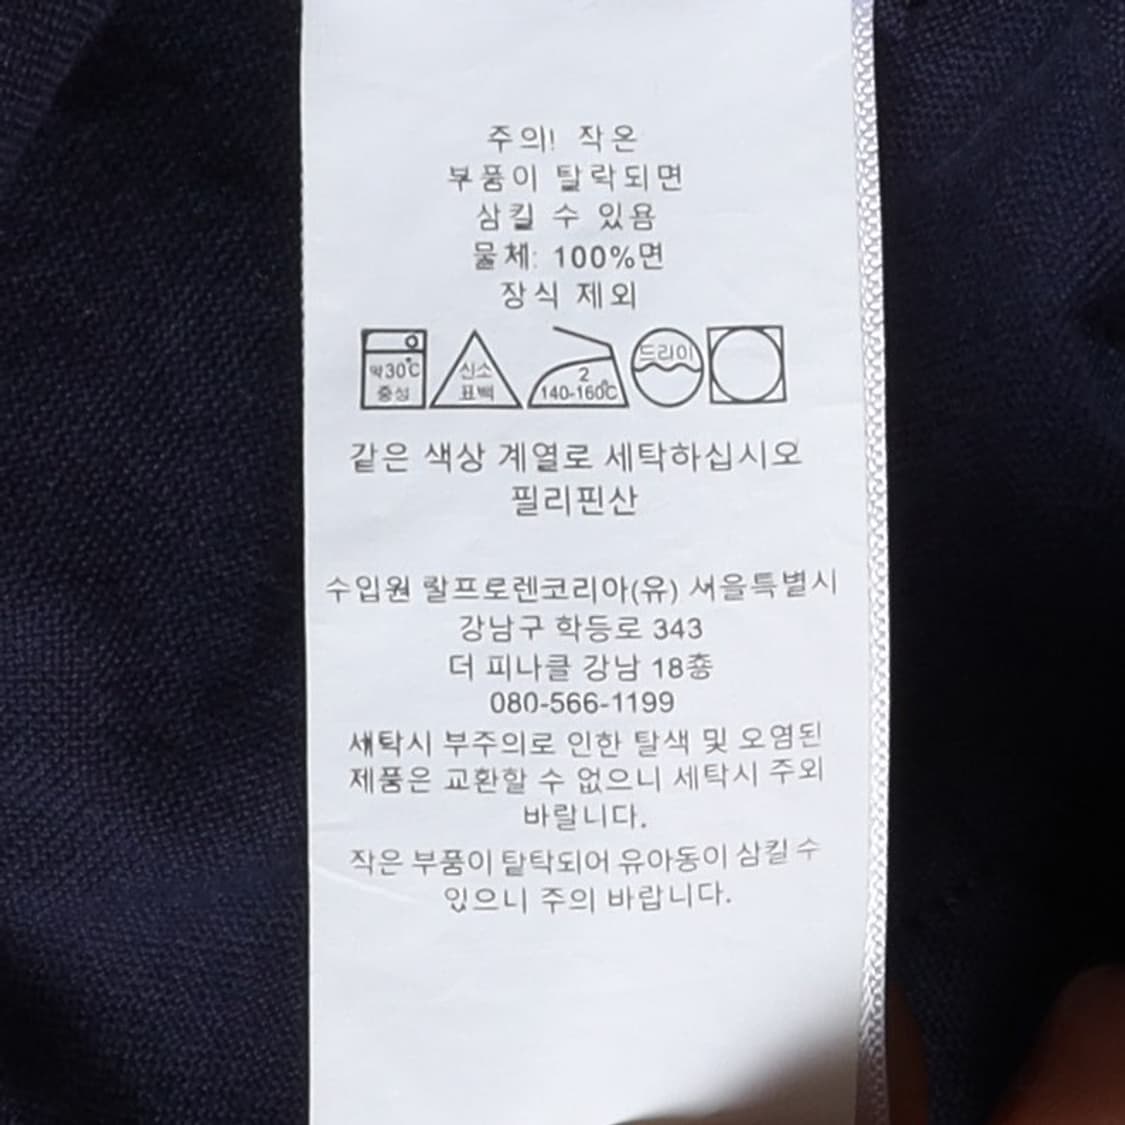 주의! 작은
부품이 탈락되면
삼킬 수 있음
물체: 100%면
장식 제외
약30℃
중성
산소
표백
2
140-160℃
드라이
같은 색상 계열로 세탁하십시오
필리핀산
수입원 랄프로렌코리아(유) 서울특별시
강남구 학동로 343
더 피나클 강남 18층
080-566-1199
세탁시 부주의로 인한 탈색 및 오염된
제품은 교환할 수 없으니 세탁시 주의
바랍니다.
작은 부품이 탈락되어 유아동이 삼킬 수
있으니 주의 바랍니다.